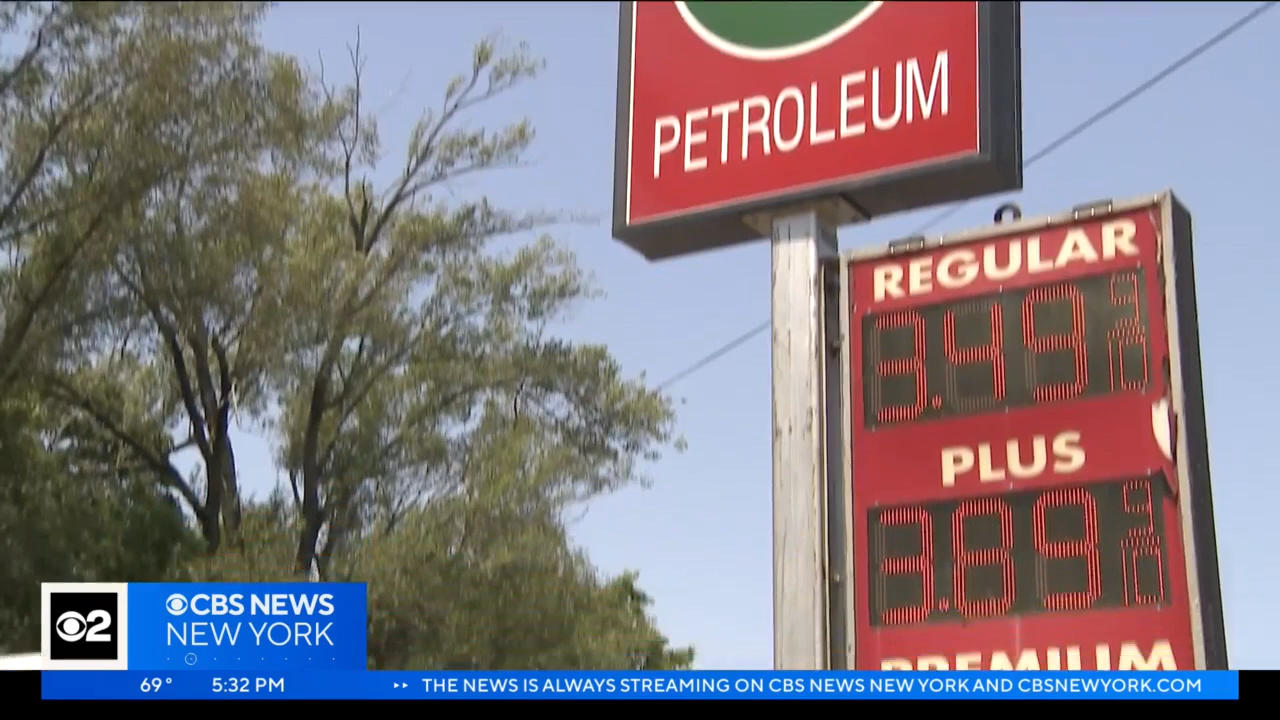 PETROLEUM
REGULAR
3.49 9/10
PLUS
3.89 9/10
PREMIUM
2
CBS NEWS
NEW YORK
69° 5:32 PM THE NEWS IS ALWAYS STREAMING ON CBS NEWS NEW YORK AND CBSNEWYORK.COM